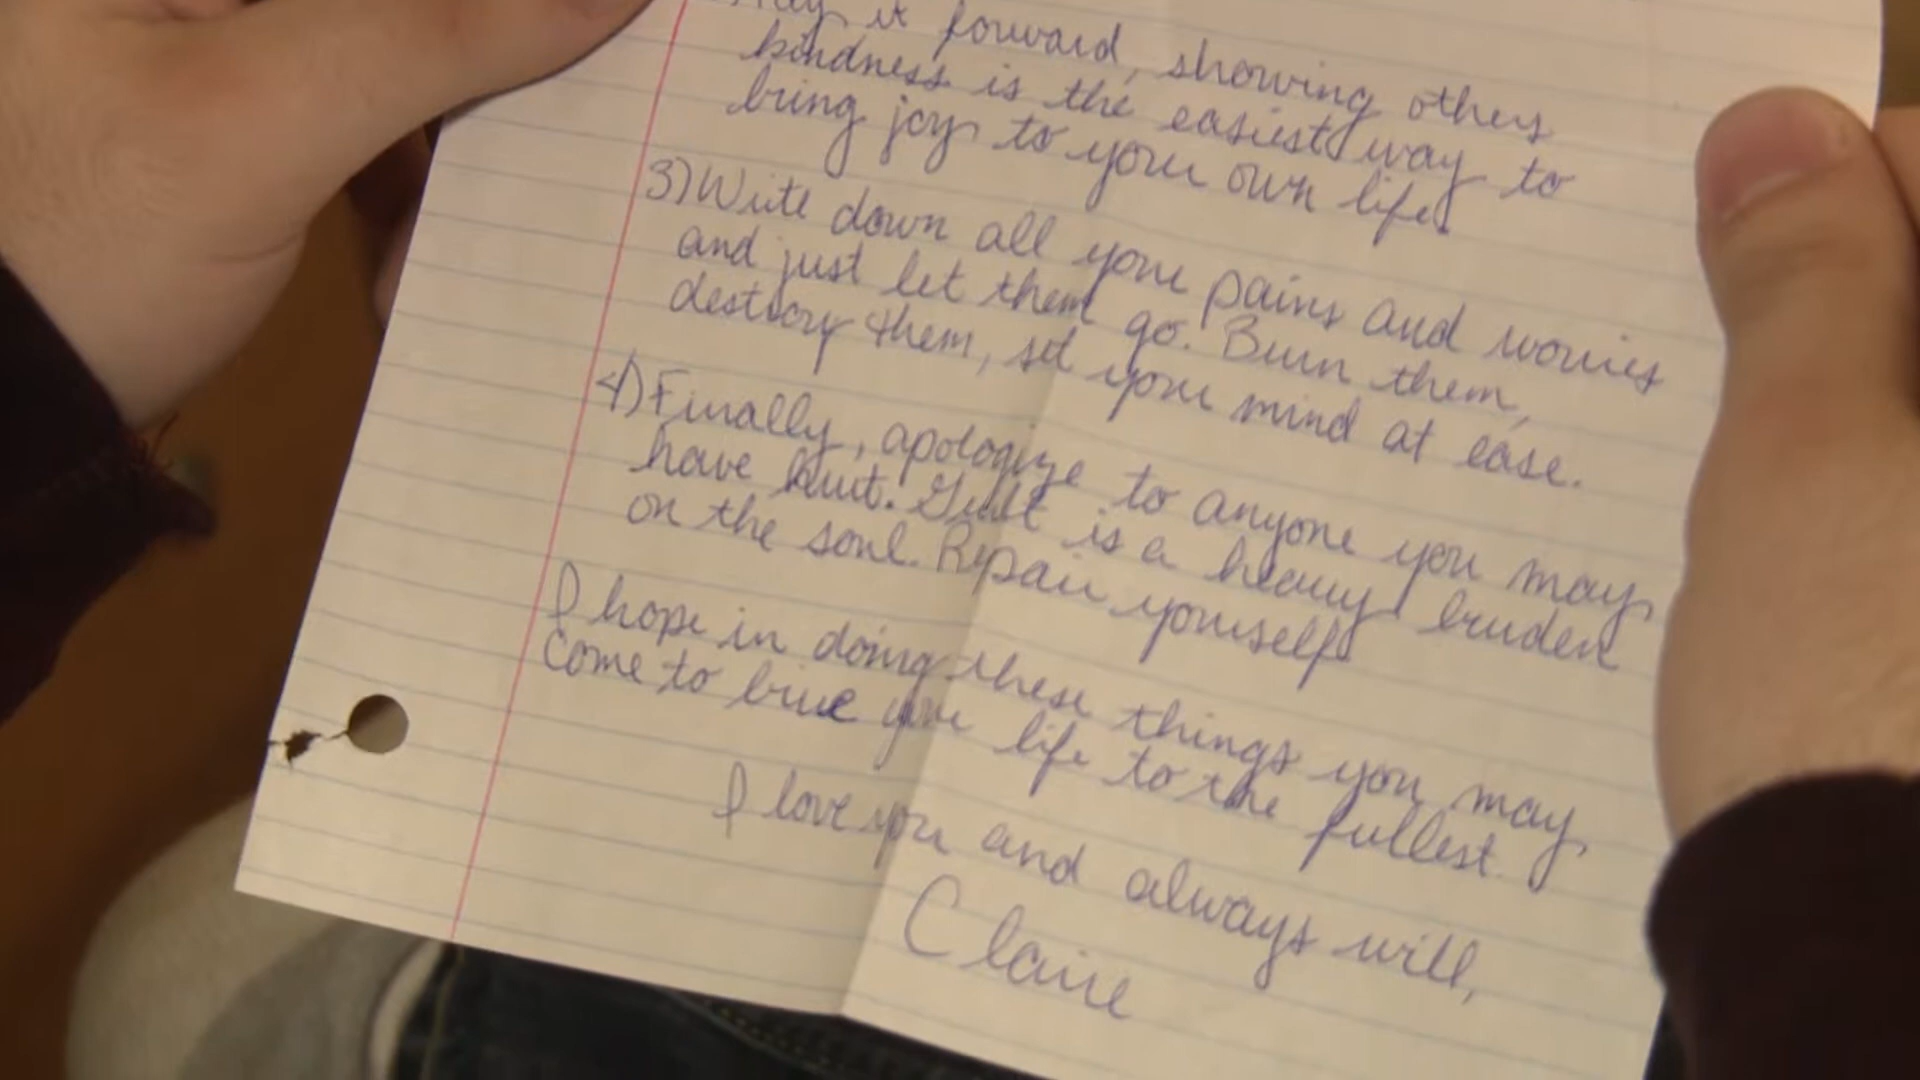 it forward, showing others
kindness is the easiest way to
bring joy to your own life.
3) Write down all your pains and worries
and just let them go. Burn them,
destroy them, set your mind at ease.
4) Finally, apologize to anyone you may
have hurt. Guilt is a heavy bruden
on the soul. Repair yourself
I hope in doing these things you may
come to live your life to the fullest.
I love you and always will,
Claire